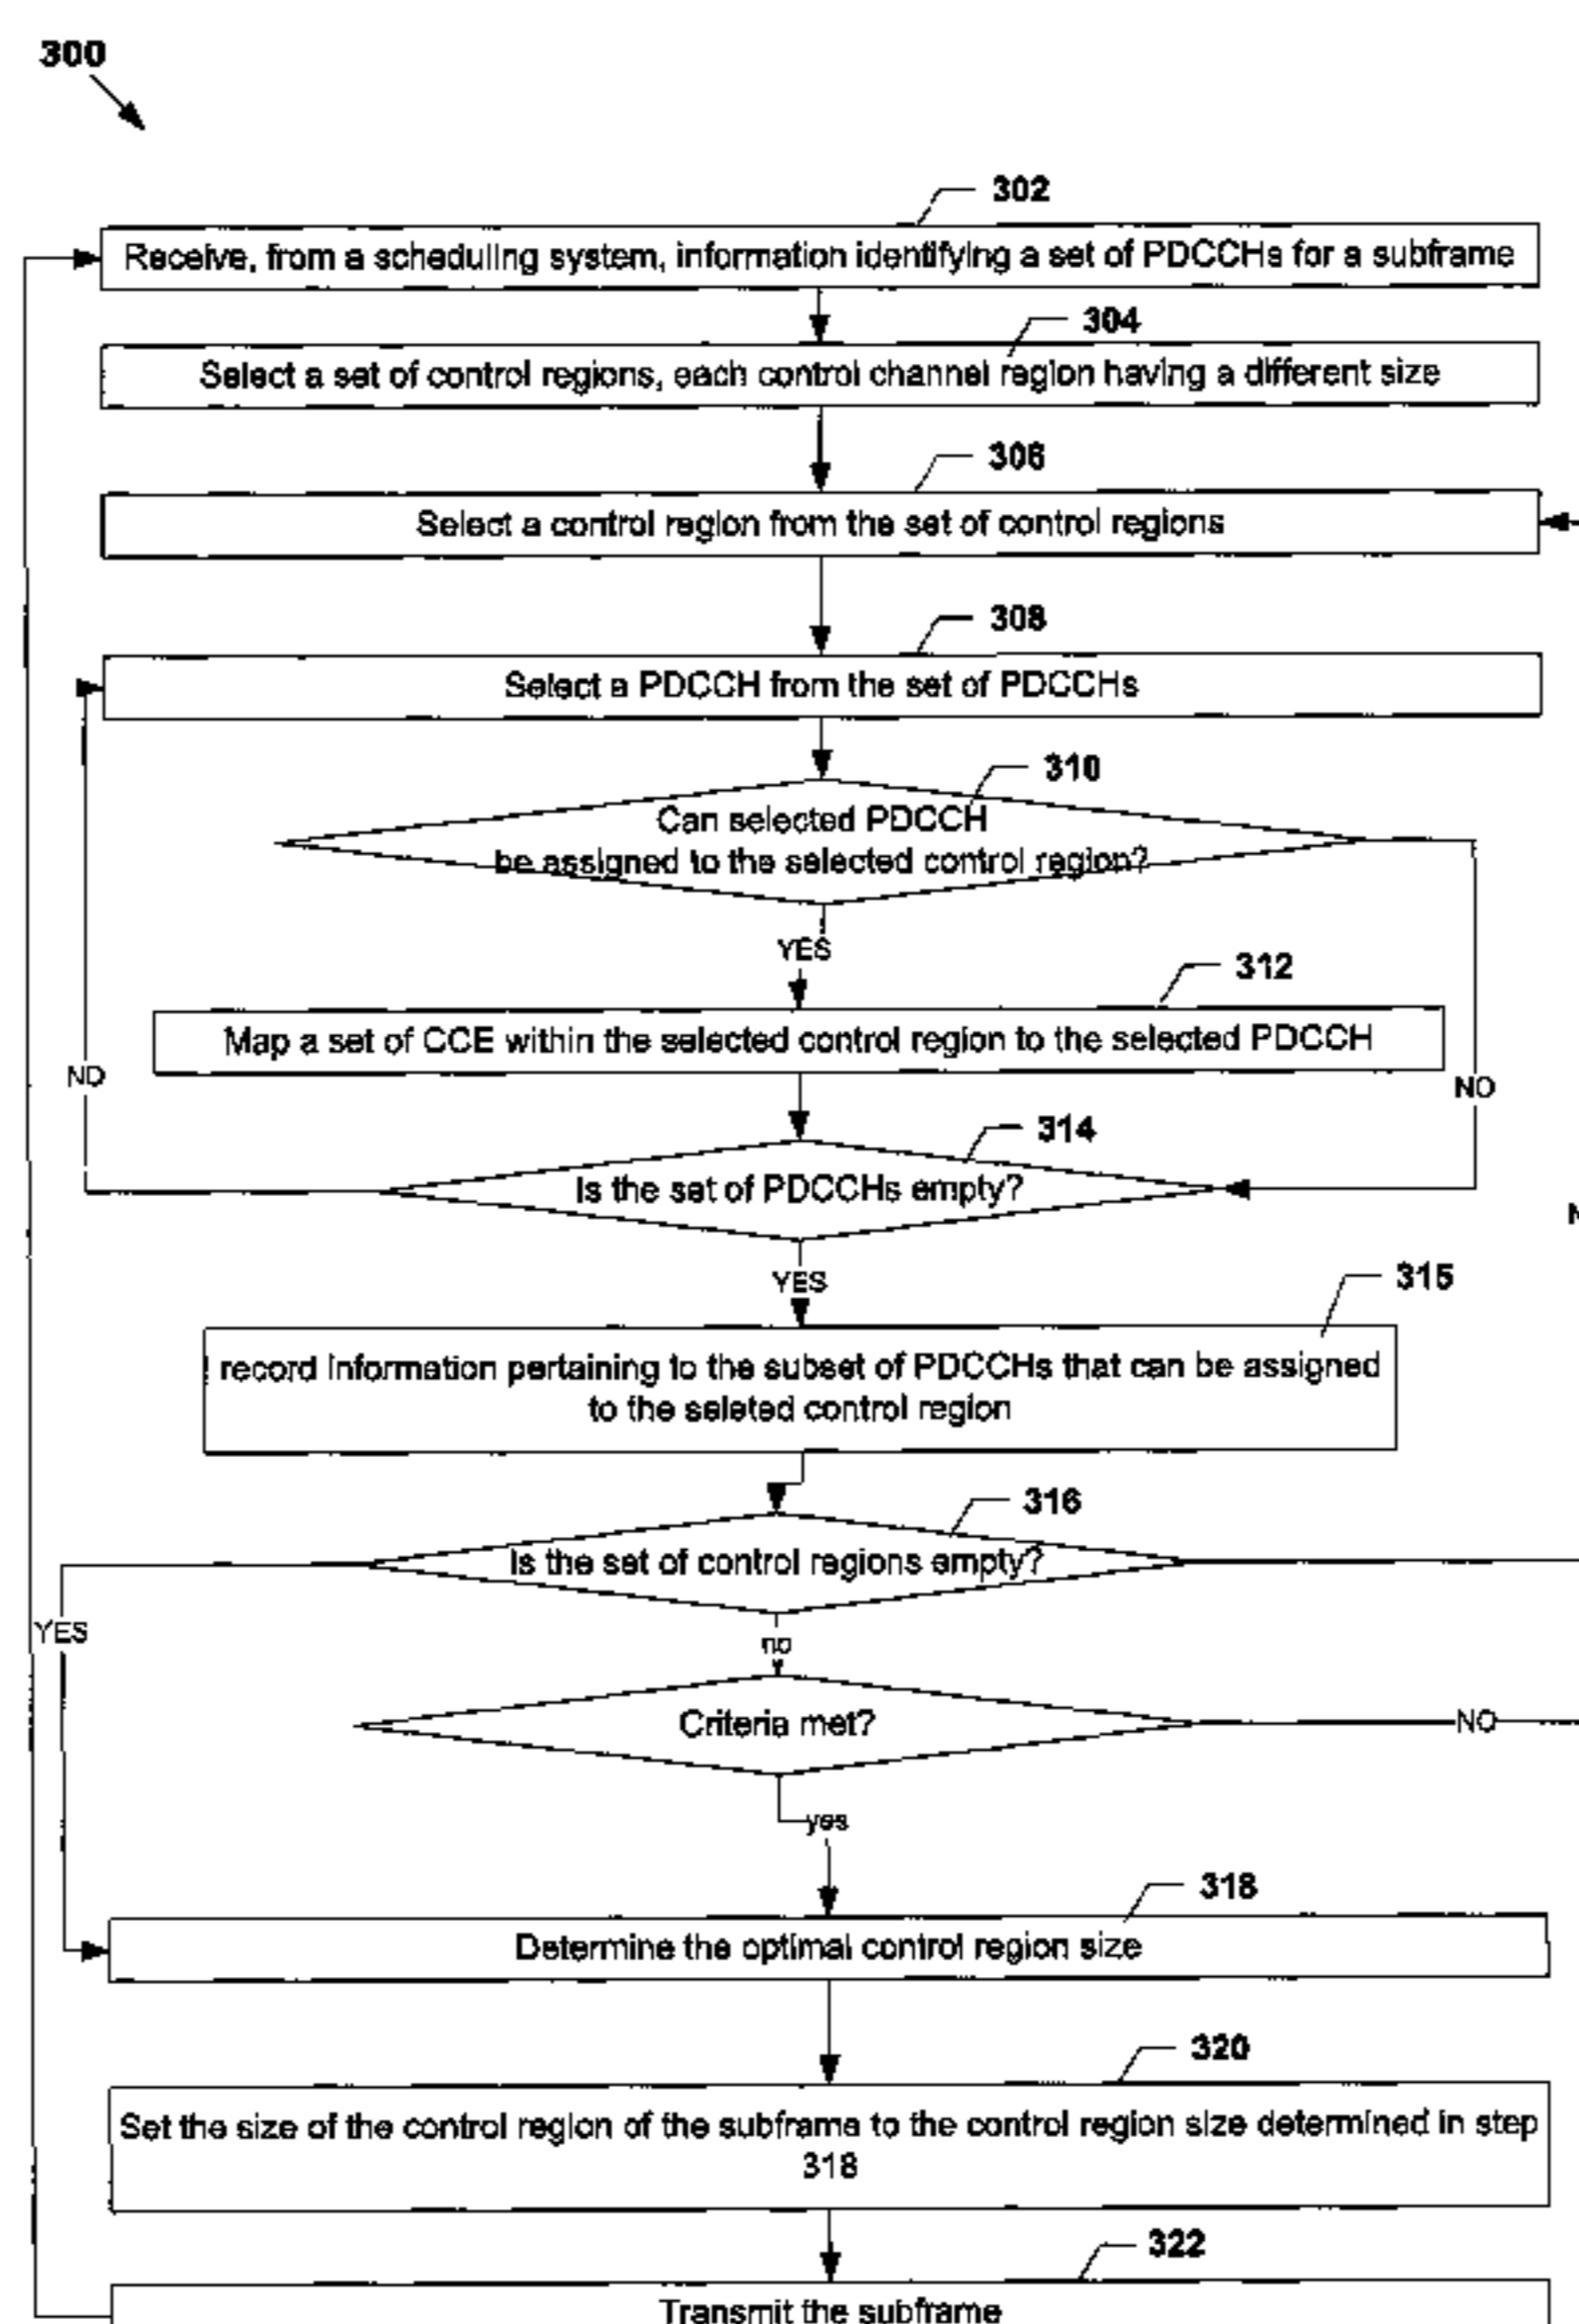 300
302
Receive, from a scheduling system, information identifying a set of PDCCHs for a subframe
304
Select a set of control regions, each control channel region having a different size
306
Select a control region from the set of control regions
308
Select a PDCCH from the set of PDCCHs
310
Can selected PDCCH
be assigned to the selected control region?
YES
312
Map a set of CCE within the selected control region to the selected PDCCH
NO
NO
314
Is the set of PDCCHs empty?
YES
315
record information pertaining to the subset of PDCCHs that can be assigned
to the seleted control region
316
Is the set of control regions empty?
YES
no
Criteria met?
NO
yes
318
Determine the optimal control region size
320
Set the size of the control region of the subframe to the control region size determined in step
318
322
Transmit the subframe